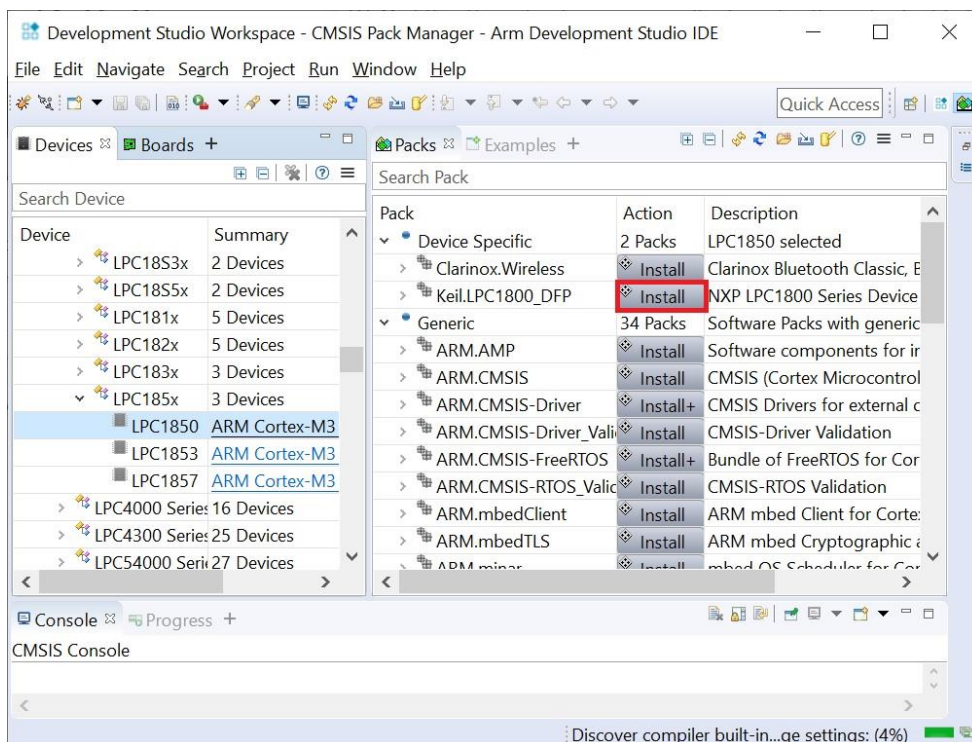 Development Studio Workspace - CMSIS Pack Manager - Arm Development Studio IDE
File Edit Navigate Search Project Run Window Help
Quick Access
Devices Boards
Search Device
Device Summary
LPC18S3x 2 Devices
LPC18S5x 2 Devices
LPC181x 5 Devices
LPC182x 5 Devices
LPC183x 3 Devices
LPC185x 3 Devices
LPC1850 ARM Cortex-M3
LPC1853 ARM Cortex-M3
LPC1857 ARM Cortex-M3
LPC4000 Series 16 Devices
LPC4300 Series 25 Devices
LPC54000 Seri 27 Devices
Packs Examples
Search Pack
Pack Action Description
Device Specific 2 Packs LPC1850 selected
Clarinox.Wireless Install Clarinox Bluetooth Classic, B
Keil.LPC1800_DFP Install NXP LPC1800 Series Device
Generic 34 Packs Software Packs with generic
ARM.AMP Install Software components for ir
ARM.CMSIS Install CMSIS (Cortex Microcontrol
ARM.CMSIS-Driver Install+ CMSIS Drivers for external c
ARM.CMSIS-Driver_Vali Install CMSIS-Driver Validation
ARM.CMSIS-FreeRTOS Install+ Bundle of FreeRTOS for Cor
ARM.CMSIS-RTOS_Valic Install CMSIS-RTOS Validation
ARM.mbedClient Install ARM mbed Client for Corte
ARM.mbedTLS Install ARM mbed Cryptographic a
ARM.minar Install mbed OS Scheduler for Cor
Console Progress
CMSIS Console
Discover compiler built-in...ge settings: (4%)